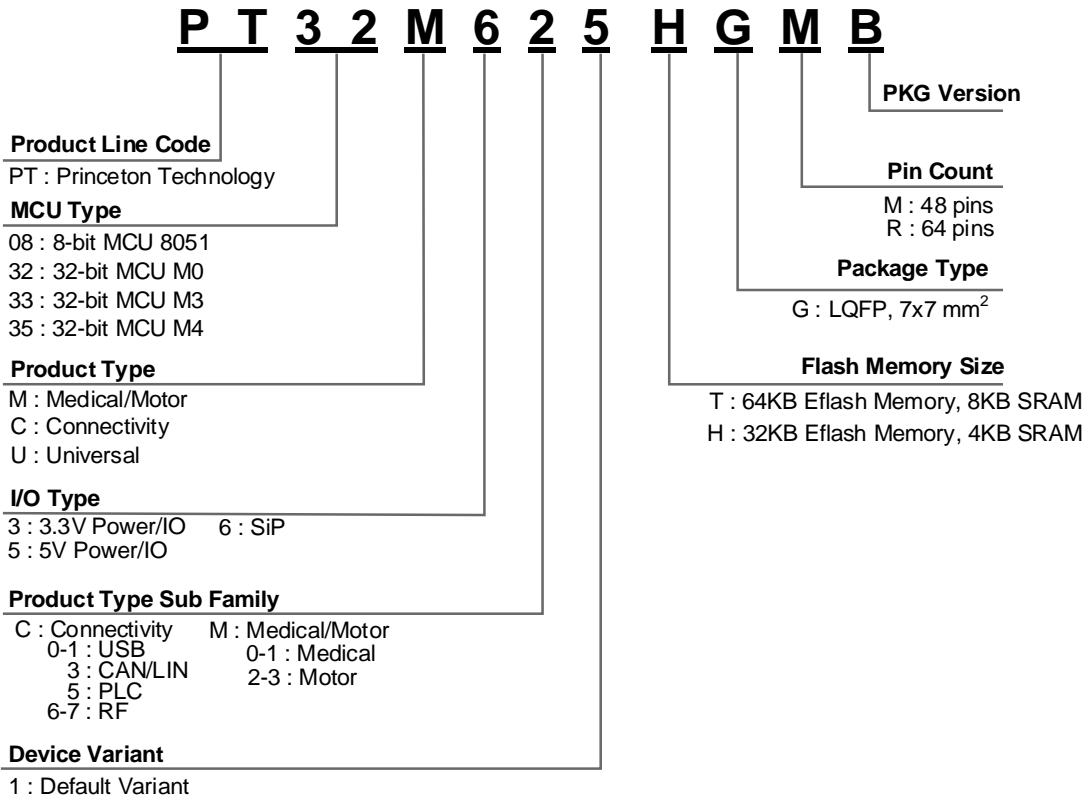 P T 3 2 M 6 2 5 H G M B
PKG Version
Product Line Code
PT : Princeton Technology
Pin Count
M : 48 pins
R : 64 pins
MCU Type
08 : 8-bit MCU 8051
32 : 32-bit MCU M0
33 : 32-bit MCU M3
35 : 32-bit MCU M4
Package Type
G : LQFP, 7x7 mm²
Product Type
M : Medical/Motor
C : Connectivity
U : Universal
Flash Memory Size
T : 64KB Eflash Memory, 8KB SRAM
H : 32KB Eflash Memory, 4KB SRAM
I/O Type
3 : 3.3V Power/IO 6 : SiP
5 : 5V Power/IO
Product Type Sub Family
C : Connectivity M : Medical/Motor
0-1 : USB 0-1 : Medical
3 : CAN/LIN 2-3 : Motor
5 : PLC
6-7 : RF
Device Variant
1 : Default Variant